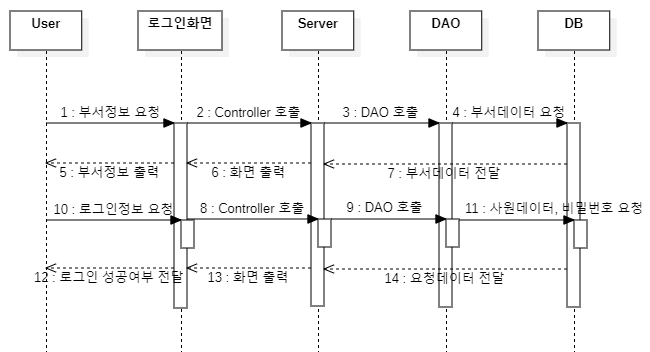 User
로그인화면
Server
DAO
DB
1 : 부서정보 요청
2 : Controller 호출
3 : DAO 호출
4 : 부서데이터 요청
5 : 부서정보 출력
6 : 화면 출력
7 : 부서데이터 전달
10 : 로그인정보 요청
8 : Controller 호출
9 : DAO 호출
11 : 사원데이터, 비밀번호 요청
12 : 로그인 성공여부 전달
13 : 화면 출력
14 : 요청데이터 전달